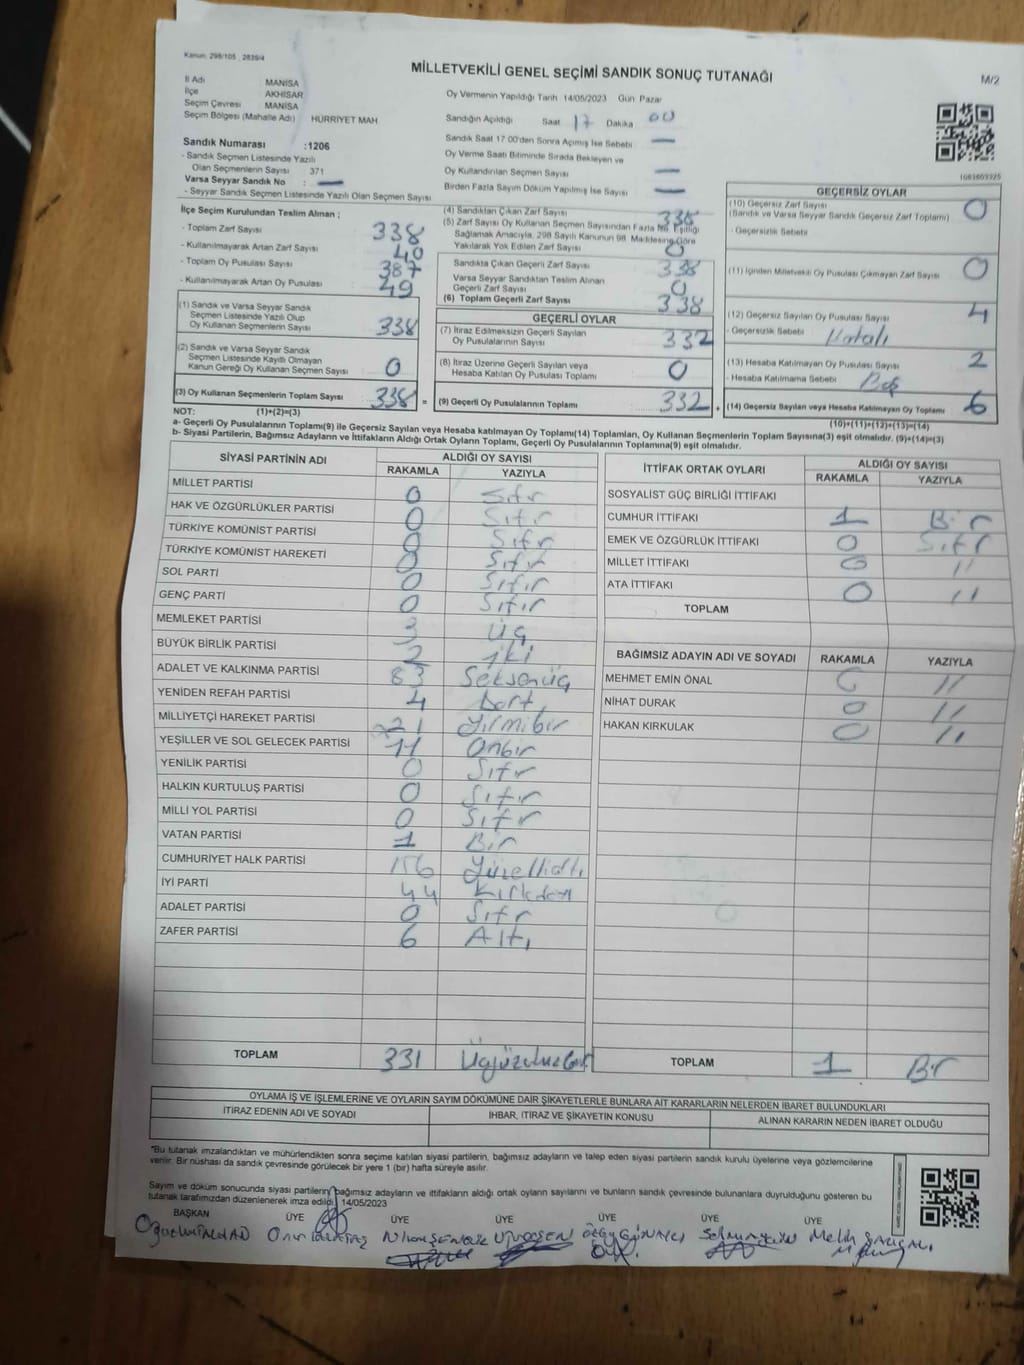 Kanun: 298/105 , 2839/4
MİLLETVEKİLİ GENEL SEÇİMİ SANDIK SONUÇ TUTANAĞI
M/2
İl Adı MANİSA
İlçe AKHİSAR
Seçim Çevresi MANİSA
Seçim Bölgesi (Mahalle Adı) HÜRRİYET MAH
Sandık Numarası :1206
- Sandık Seçmen Listesinde Yazılı
Olan Seçmenlerin Sayısı 371
Varsa Seyyar Sandık No : —
- Seyyar Sandık Seçmen Listesinde Yazılı Olan Seçmen Sayısı
Oy Vermenin Yapıldığı Tarih 14/05/2023 Gün Pazar
Sandığın Açıldığı Saat 17 Dakika 00
Sandık Saat 17 00'den Sonra Açımış İse Sebebi —
Oy Verme Saati Bitiminde Sırada Bekleyen ve
Oy Kullandırılan Seçmen Sayısı —
Birden Fazla Sayım Döküm Yapılmış İse Sayısı —
1683603925
İlçe Seçim Kurulundan Teslim Alınan ;
- Toplam Zarf Sayısı 338
- Kullanılmayarak Artan Zarf Sayısı 40
- Toplam Oy Pusulası Sayısı 387
- Kullanılmayarak Artan Oy Pusulası 49
(1) Sandık ve Varsa Seyyar Sandık
Seçmen Listesinde Yazılı Olup
Oy Kullanan Seçmenlerin Sayısı 338
(2) Sandık ve Varsa Seyyar Sandık
Seçmen Listesinde Kayıtlı Olmayan
Kanun Gereği Oy Kullanan Seçmen Sayısı 0
(3) Oy Kullanan Seçmenlerin Toplam Sayısı 338 =
(4) Sandıktan Çıkan Zarf Sayısı 338
(5) Zarf Sayısı Oy Kullanan Seçmen Sayısından Fazla İse, Eşitliği
Sağlamak Amacıyla, 298 Sayılı Kanunun 98. Maddesine Göre
Yakılarak Yok Edilen Zarf Sayısı 0
Sandıkta Çıkan Geçerli Zarf Sayısı 338
Varsa Seyyar Sandıktan Teslim Alınan
Geçerli Zarf Sayısı 0
(6) Toplam Geçerli Zarf Sayısı 338
GEÇERLİ OYLAR
(7) İtiraz Edilmeksizin Geçerli Sayılan
Oy Pusulalarının Sayısı 332
(8) İtiraz Üzerine Geçerli Sayılan veya
Hesaba Katılan Oy Pusulası Toplamı 0
(9) Geçerli Oy Pusulalarının Toplamı 332 +
GEÇERSİZ OYLAR
(10) Geçersiz Zarf Sayısı 0
(Sandık ve Varsa Seyyar Sandık Geçersiz Zarf Toplamı)
- Geçersizlik Sebebi
(11) İçinden Milletvekili Oy Pusulası Çıkmayan Zarf Sayısı 0
(12) Geçersiz Sayılan Oy Pusulası Sayısı 4
- Geçersizlik Sebebi Hatalı
(13) Hesaba Katılmayan Oy Pusulası Sayısı 2
- Hesaba Katılmama Sebebi Boş
(14) Geçersiz Sayılan veya Hesaba Katılmayan Oy Toplamı 6
NOT: (1)+(2)=(3) (10)+(11)+(12)+(13)=(14)
a- Geçerli Oy Pusulalarının Toplamı(9) ile Geçersiz Sayılan veya Hesaba katılmayan Oy Toplamı(14) Toplamları, Oy Kullanan Seçmenlerin Toplam Sayısına(3) eşit olmalıdır. (9)+(14)=(3)
b- Siyasi Partilerin, Bağımsız Adayların ve İttifakların Aldığı Ortak Oyların Toplamı, Geçerli Oy Pusulalarının Toplamına(9) eşit olmalıdır.
SİYASİ PARTİNİN ADI ALDIĞI OY SAYISI
RAKAMLA YAZIYLA
MİLLET PARTİSİ 0 Sıfır
HAK VE ÖZGÜRLÜKLER PARTİSİ 0 Sıfır
TÜRKİYE KOMÜNİST PARTİSİ 0 Sıfır
TÜRKİYE KOMÜNİST HAREKETİ 0 Sıfır
SOL PARTİ 0 Sıfır
GENÇ PARTİ 0 Sıfır
MEMLEKET PARTİSİ 3 Üç
BÜYÜK BİRLİK PARTİSİ 2 iki
ADALET VE KALKINMA PARTİSİ 83 Seksenüç
YENİDEN REFAH PARTİSİ 4 Dört
MİLLİYETÇİ HAREKET PARTİSİ 21 Yirmibir
YEŞİLLER VE SOL GELECEK PARTİSİ 11 Onbir
YENİLİK PARTİSİ 0 Sıfır
HALKIN KURTULUŞ PARTİSİ 0 Sıfır
MİLLİ YOL PARTİSİ 0 Sıfır
VATAN PARTİSİ 1 Bir
CUMHURİYET HALK PARTİSİ 156 Yüzellialtı
İYİ PARTİ 44 Kırkdört
ADALET PARTİSİ 0 Sıfır
ZAFER PARTİSİ 6 Altı
TOPLAM 331 Üçyüzotuzbir
İTTİFAK ORTAK OYLARI ALDIĞI OY SAYISI
RAKAMLA YAZIYLA
SOSYALİST GÜÇ BİRLİĞİ İTTİFAKI
CUMHUR İTTİFAKI 1 Bir
EMEK VE ÖZGÜRLÜK İTTİFAKI 0 Sıfır
MİLLET İTTİFAKI 0 //
ATA İTTİFAKI 0 //
TOPLAM
BAĞIMSIZ ADAYIN ADI VE SOYADI RAKAMLA YAZIYLA
MEHMET EMİN ÖNAL 0 //
NİHAT DURAK 0 //
HAKAN KIRKULAK 0 //
TOPLAM 1 Bir
OYLAMA İŞ VE İŞLEMLERİNE VE OYLARIN SAYIM DÖKÜMÜNE DAİR ŞİKAYETLERLE BUNLARA AİT KARARLARIN NELERDEN İBARET BULUNDUKLARI
İTİRAZ EDENİN ADI VE SOYADI İHBAR, İTİRAZ VE ŞİKAYETİN KONUSU ALINAN KARARIN NEDEN İBARET OLDUĞU
*Bu tutanak imzalandıktan ve mühürlendikten sonra seçime katılan siyasi partilerin, bağımsız adayların ve talep eden siyasi partilerin sandık kurulu üyelerine veya gözlemcilerine
verilir. Bir nüshası da sandık çevresinde görülecek bir yere 1 (bir) hafta süreyle asılır.
Sayım ve döküm sonucunda siyasi partilerin, bağımsız adayların ve ittifakların aldığı ortak oyların sayılarını ve bunların sandık çevresinde bulunanlara duyrulduğunu gösteren bu
tutanak tarafımızdan düzenlenerek imza edildi. 14/05/2023
BAŞKAN ÜYE ÜYE ÜYE ÜYE ÜYE ÜYE